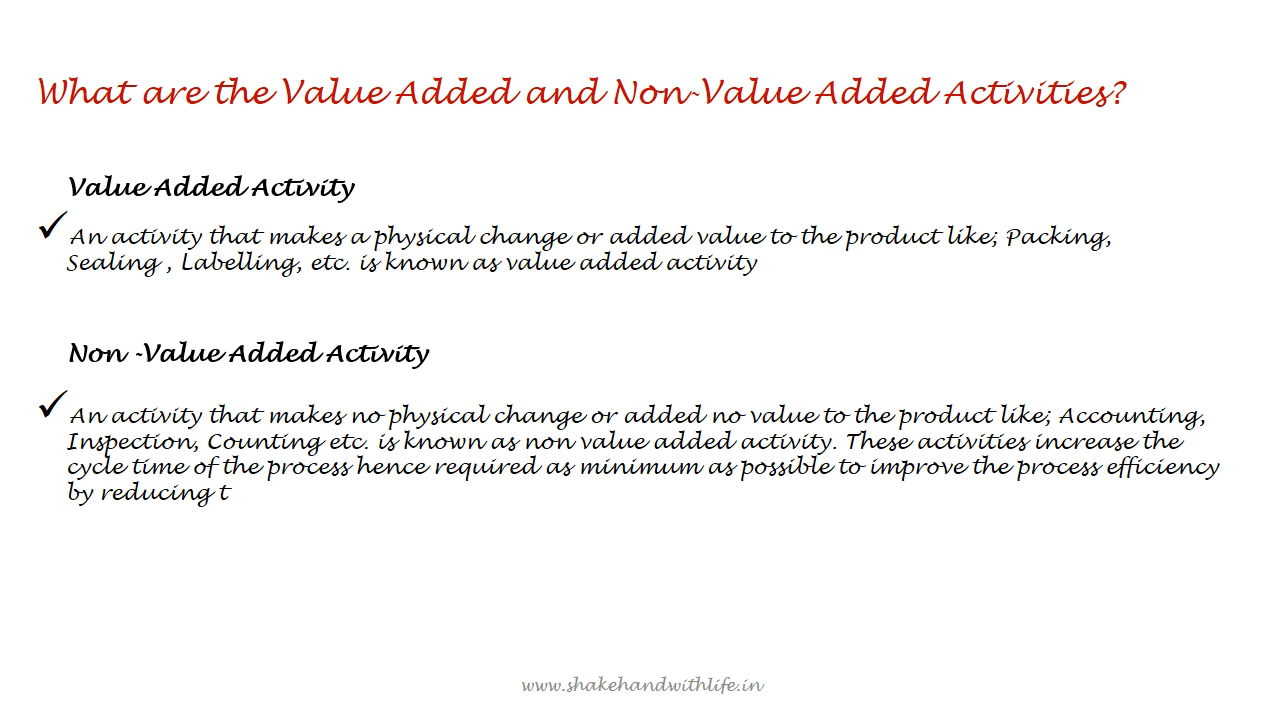 What are the Value Added and Non-Value Added Activities?
Value Added Activity
✓ An activity that makes a physical change or added value to the product like; Packing,
Sealing , Labelling, etc. is known as value added activity
Non -Value Added Activity
✓ An activity that makes no physical change or added no value to the product like; Accounting,
Inspection, Counting etc. is known as non value added activity. These activities increase the
cycle time of the process hence required as minimum as possible to improve the process efficiency
by reducing t
www.shakehandwithlife.in